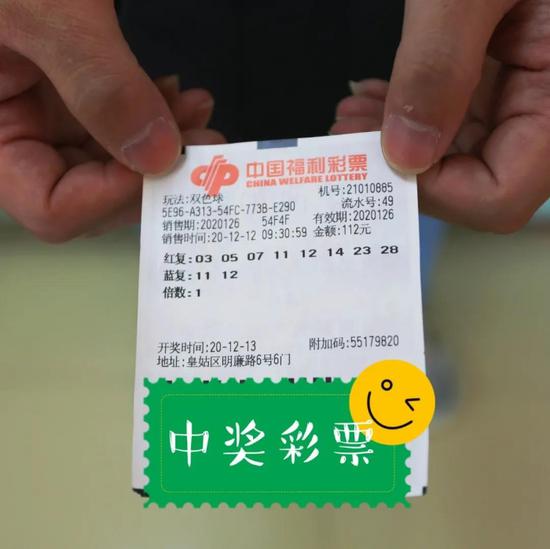 中国福利彩票
CHINA WELFARE LOTTERY
玩法:双色球 机号:21010885
5E96-A313-54FC-773B-E290 流水号:49
销售期:2020126 54F4F 有效期:2020126
销售时间:20-12-12 09:30:59 金额:112元
红复:03 05 07 11 12 14 23 28
蓝复:11 12
倍数:1
开奖时间:20-12-13 附加码:55179820
地址:皇姑区明廉路6号6门
中奖彩票